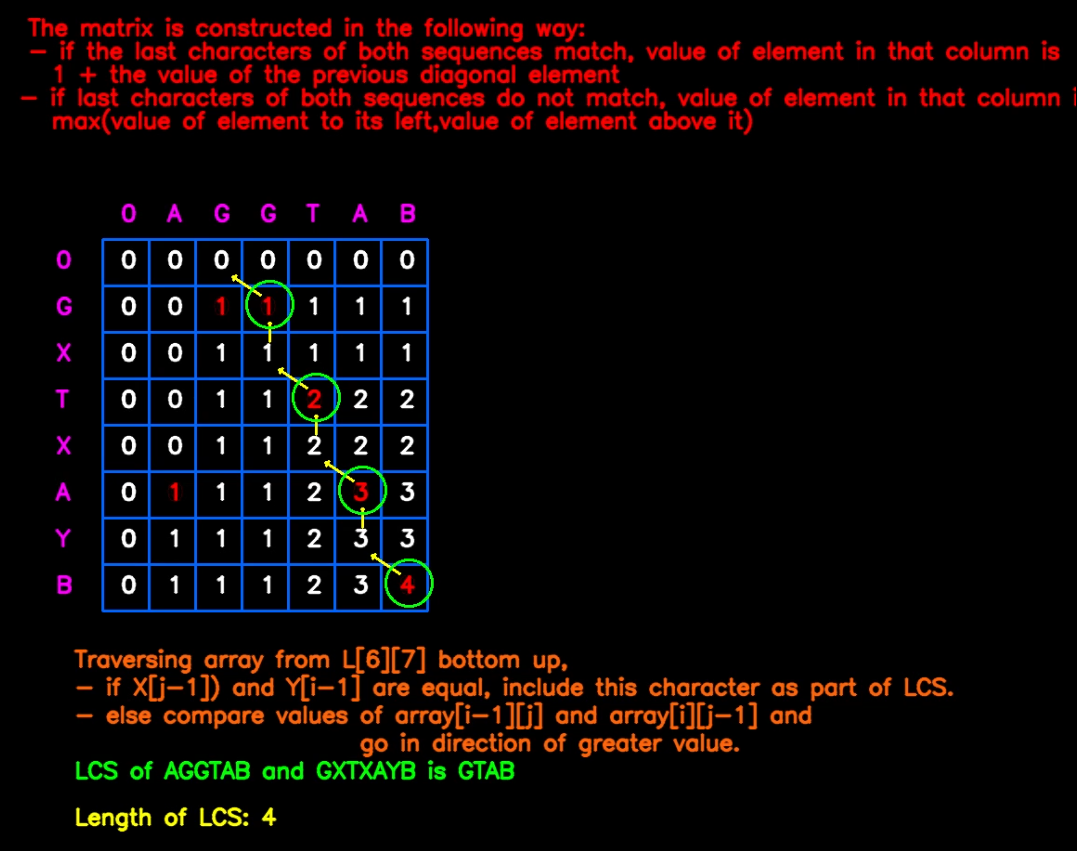 The matrix is constructed in the following way:
- if the last characters of both sequences match, value of element in that column is
1 + the value of the previous diagonal element
- if last characters of both sequences do not match, value of element in that column i
max(value of element to its left,value of element above it)
0 A G G T A B
0 0 0 0 0 0 0 0
G 0 0 1 1 1 1 1
X 0 0 1 1 1 1 1
T 0 0 1 1 2 2 2
X 0 0 1 1 2 2 2
A 0 1 1 1 2 3 3
Y 0 1 1 1 2 3 3
B 0 1 1 1 2 3 4
Traversing array from L[6][7] bottom up,
- if X[j-1]) and Y[i-1] are equal, include this character as part of LCS.
- else compare values of array[i-1][j] and array[i][j-1] and
go in direction of greater value.
LCS of AGGTAB and GXTXAYB is GTAB
Length of LCS: 4